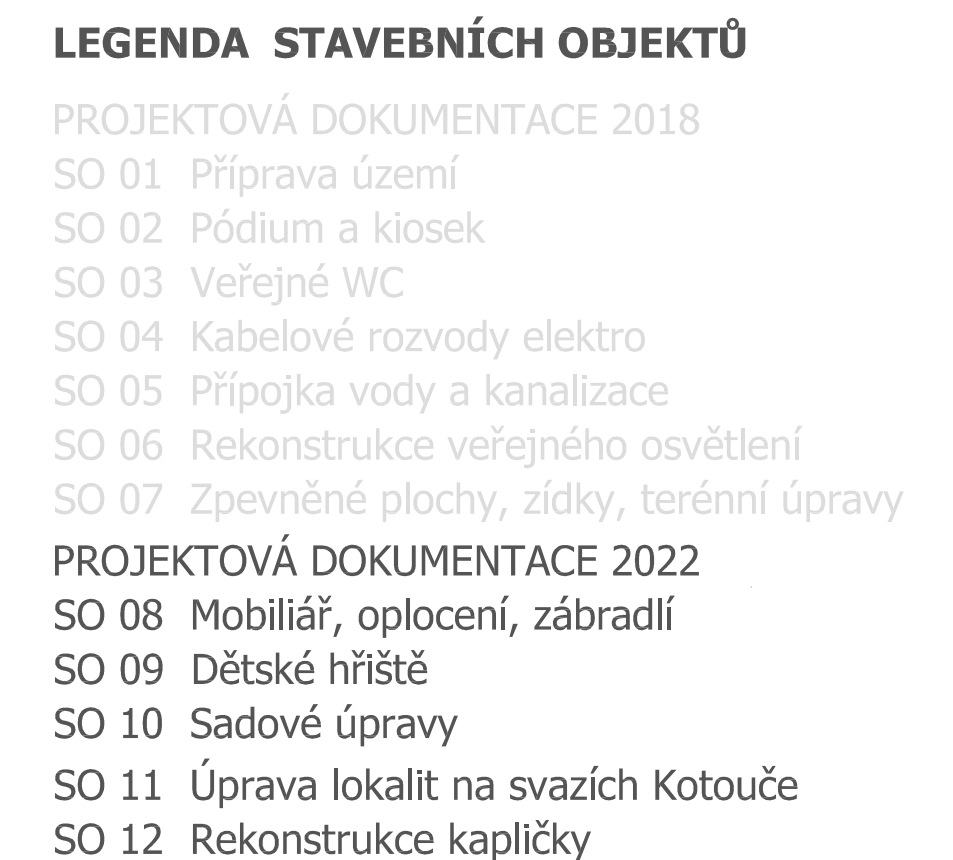 LEGENDA STAVEBNÍCH OBJEKTŮ
PROJEKTOVÁ DOKUMENTACE 2018
SO 01 Příprava území
SO 02 Pódium a kiosek
SO 03 Veřejné WC
SO 04 Kabelové rozvody elektro
SO 05 Přípojka vody a kanalizace
SO 06 Rekonstrukce veřejného osvětlení
SO 07 Zpevněné plochy, zídky, terénní úpravy
PROJEKTOVÁ DOKUMENTACE 2022
SO 08 Mobiliář, oplocení, zábradlí
SO 09 Dětské hřiště
SO 10 Sadové úpravy
SO 11 Úprava lokalit na svazích Kotouče
SO 12 Rekonstrukce kapličky